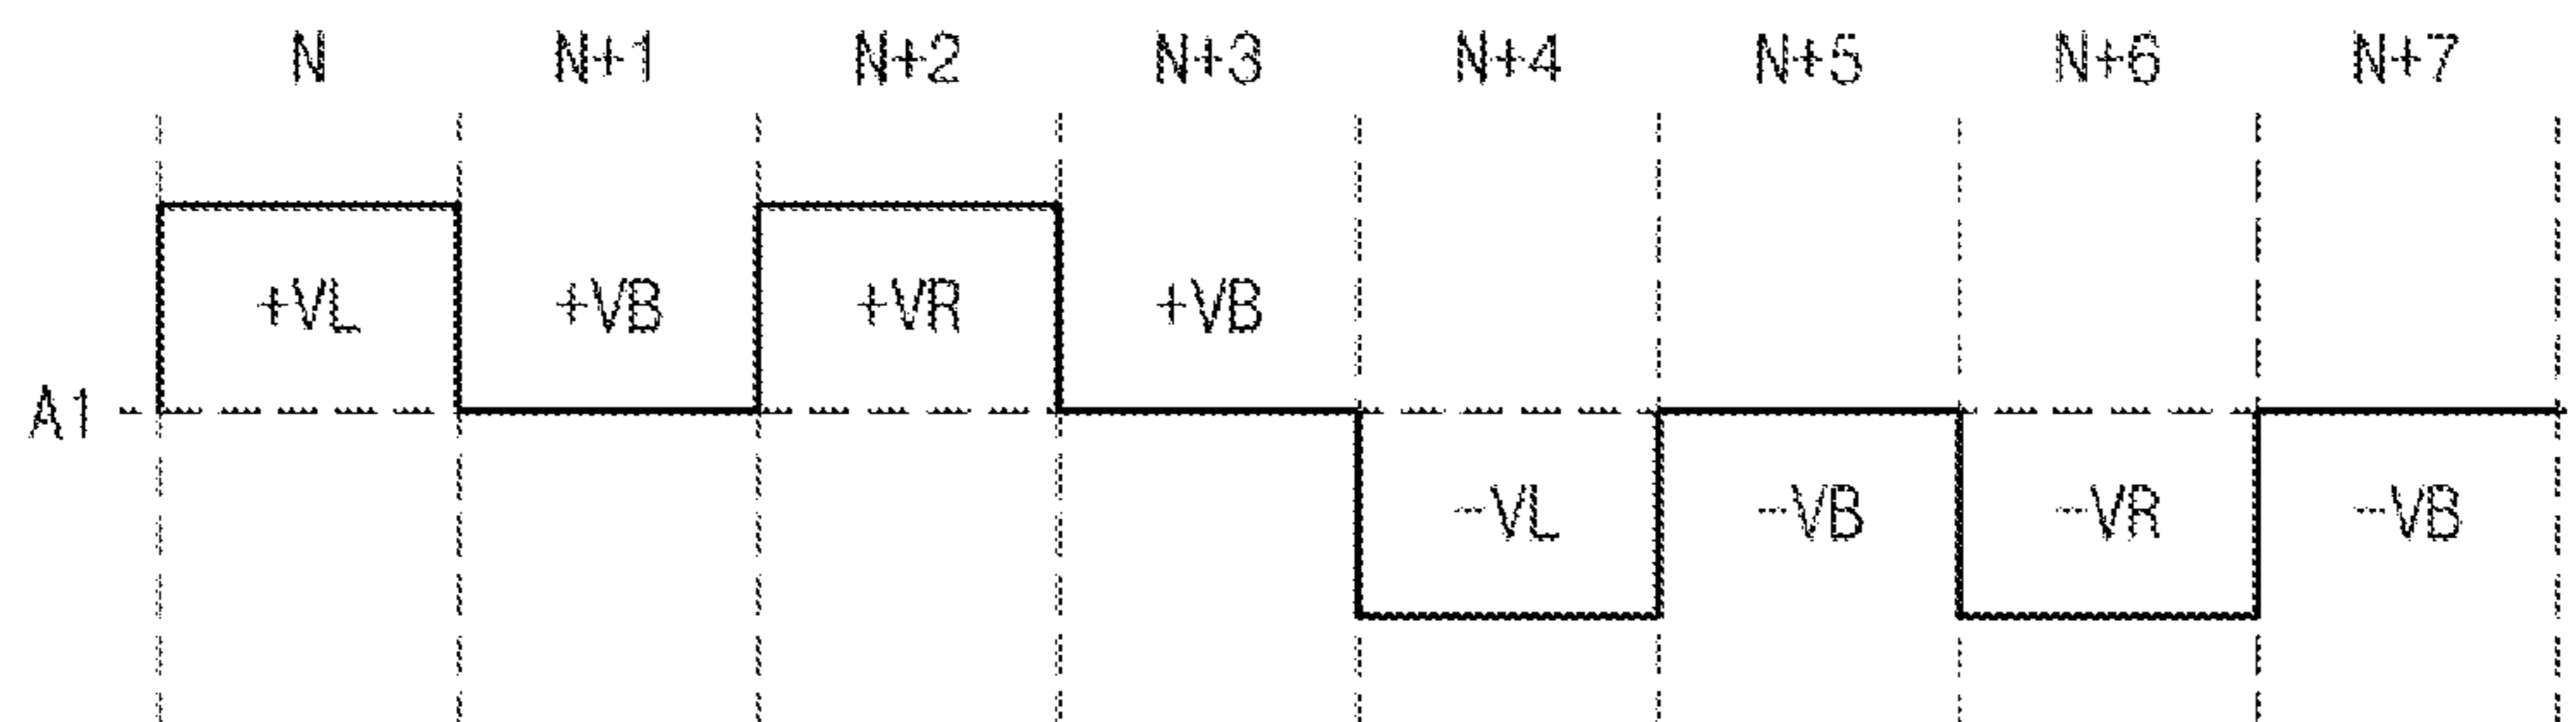 N N+1 N+2 N+3 N+4 N+5 N+6 N+7
+VL +VB +VR +VB
A1
-VL -VB -VR -VB